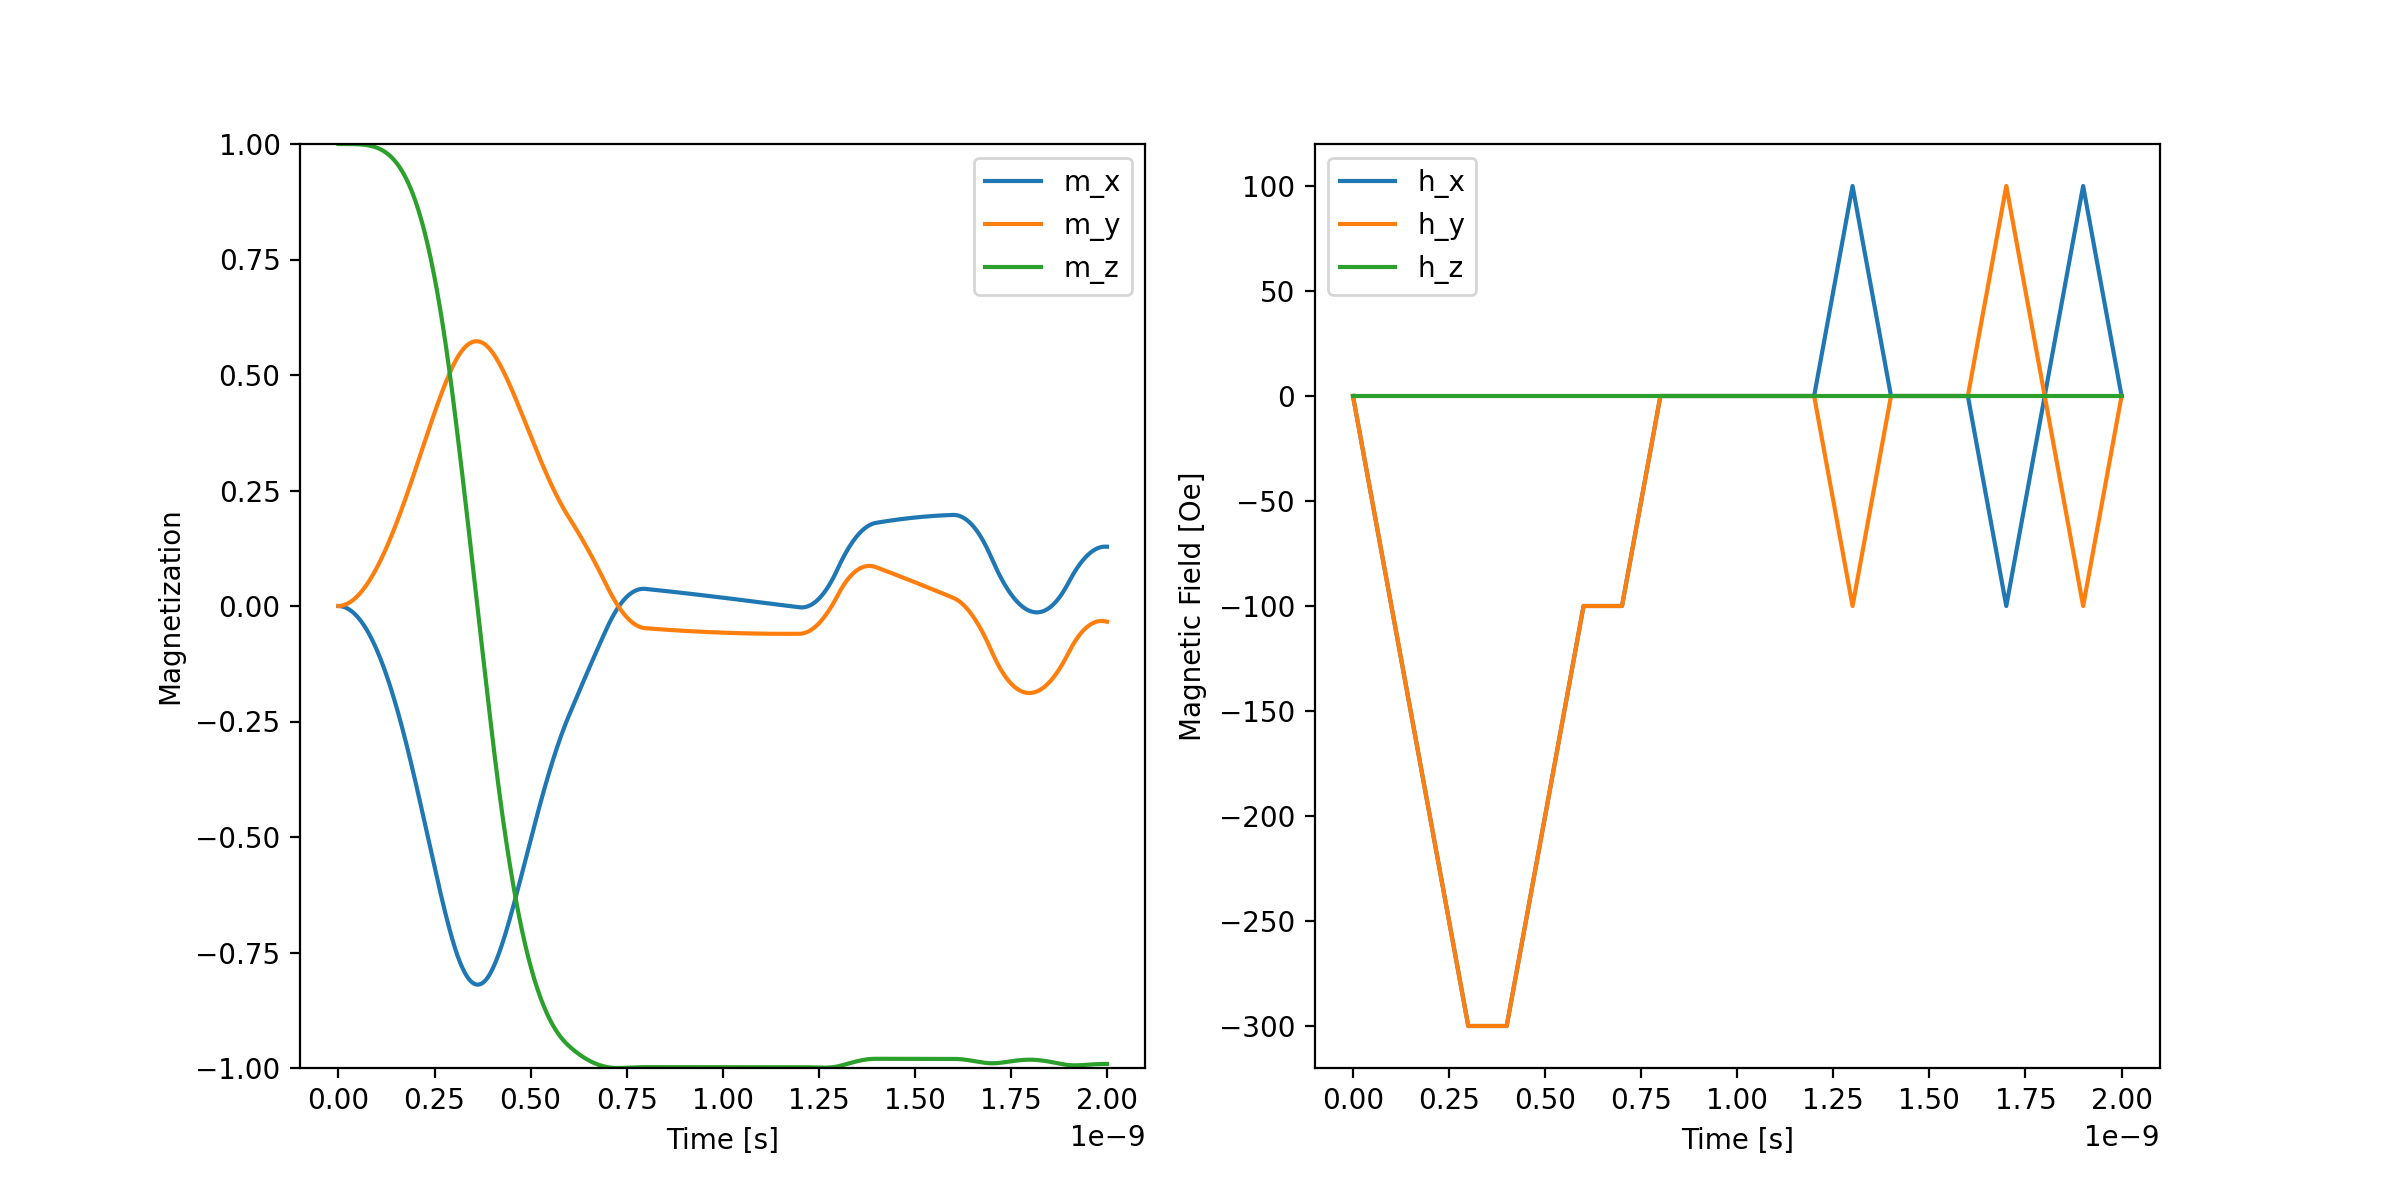 1.00
0.75
0.50
0.25
0.00
−0.25
−0.50
−0.75
−1.00
Magnetization
m_x
m_y
m_z
0.00 0.25 0.50 0.75 1.00 1.25 1.50 1.75 2.00
Time [s]
1e−9
100
50
0
−50
−100
−150
−200
−250
−300
Magnetic Field [Oe]
h_x
h_y
h_z
0.00 0.25 0.50 0.75 1.00 1.25 1.50 1.75 2.00
Time [s]
1e−9